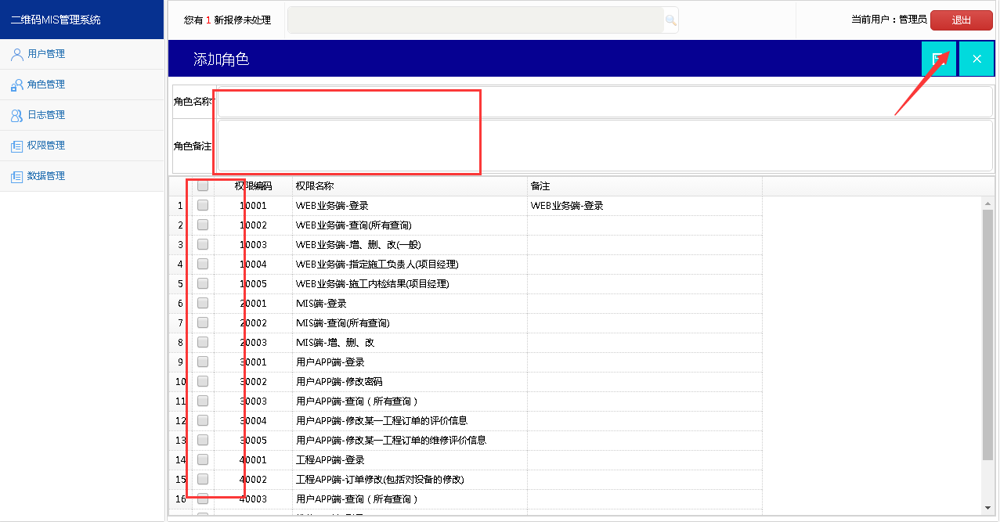 二维码MIS管理系统
您有 1 新报修未处理
当前用户：管理员 退出
用户管理
角色管理
日志管理
权限管理
数据管理
添加角色
角色名称
角色备注
权限编码 权限名称 备注
1 10001 WEB业务端-登录 WEB业务端-登录
2 10002 WEB业务端-查询(所有查询)
3 10003 WEB业务端-增、删、改(一般)
4 10004 WEB业务端-指定施工负责人(项目经理)
5 10005 WEB业务端-施工内检结果(项目经理)
6 20001 MIS端-登录
7 20002 MIS端-查询(所有查询)
8 20003 MIS端-增、删、改
9 30001 用户APP端-登录
10 30002 用户APP端-修改密码
11 30003 用户APP端-查询（所有查询）
12 30004 用户APP端-修改某一工程订单的评价信息
13 30005 用户APP端-修改某一工程订单的维修评价信息
14 40001 工程APP端-登录
15 40002 工程APP端-订单修改(包括对设备的修改)
16 40003 用户APP端-查询（所有查询）